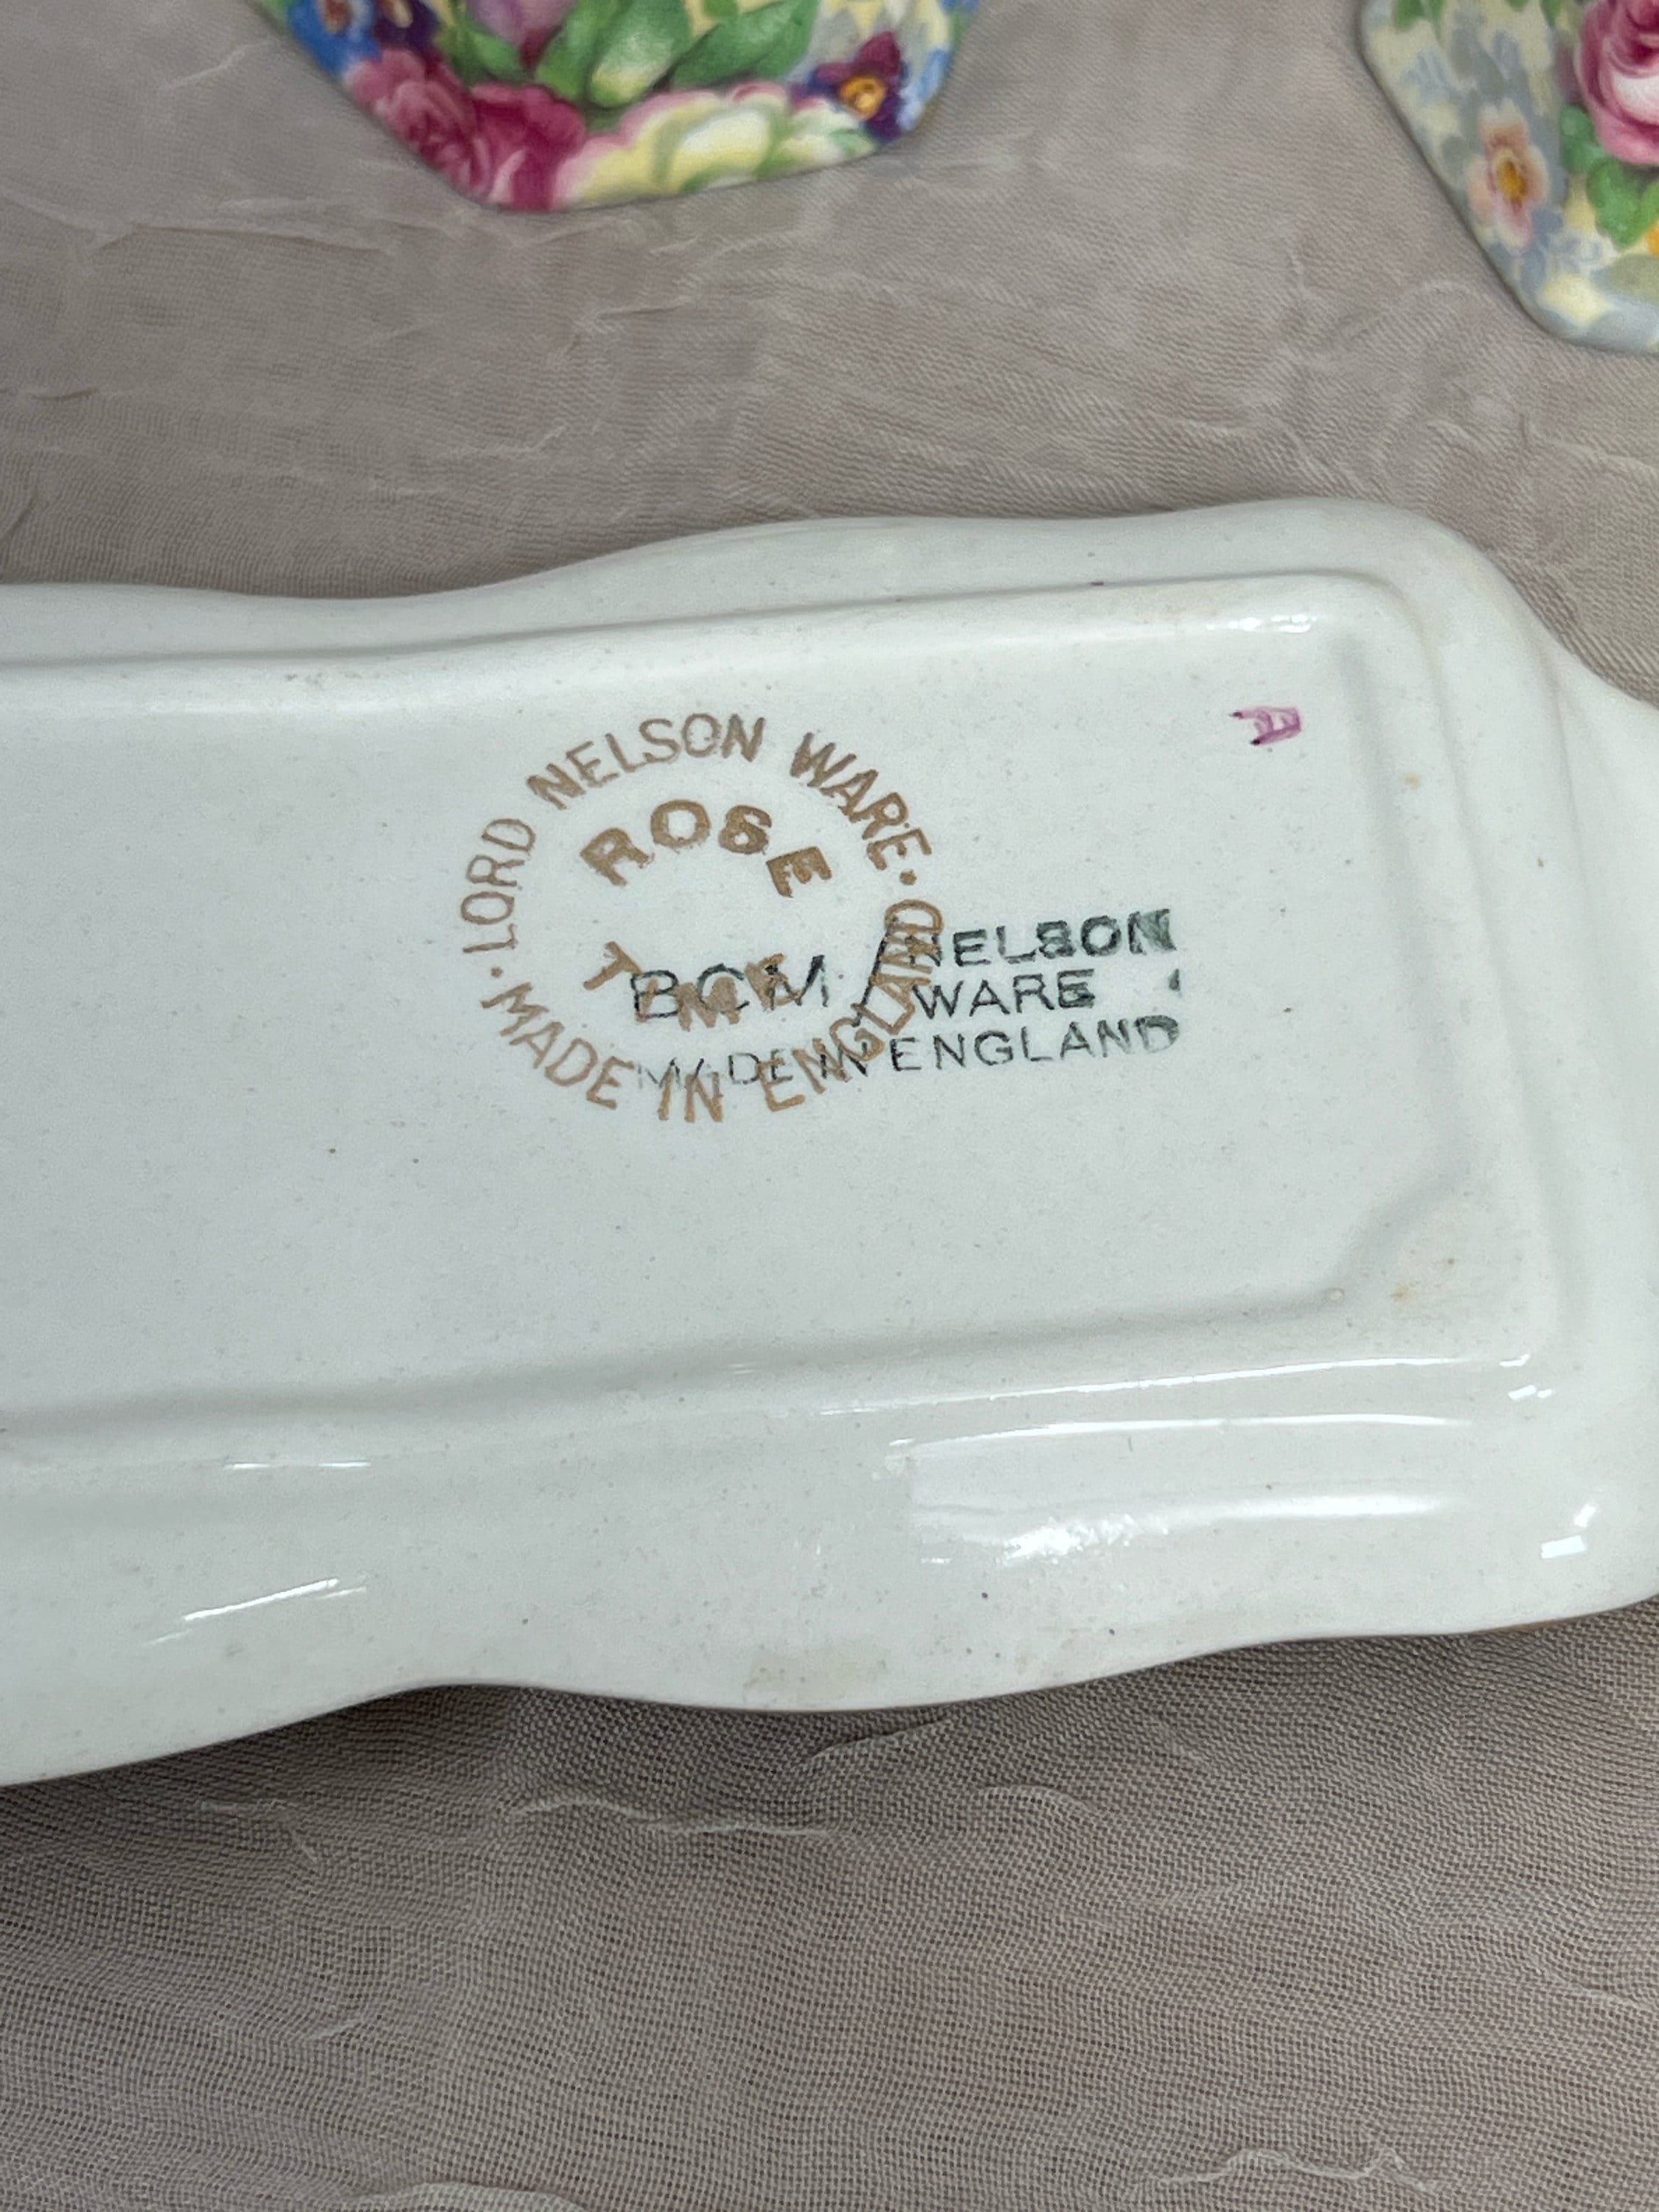 · LORD NELSON WARE ·
MADE IN ENGLAND
ROSE
TIME
BCM / NELSON
WARE
MADE IN ENGLAND